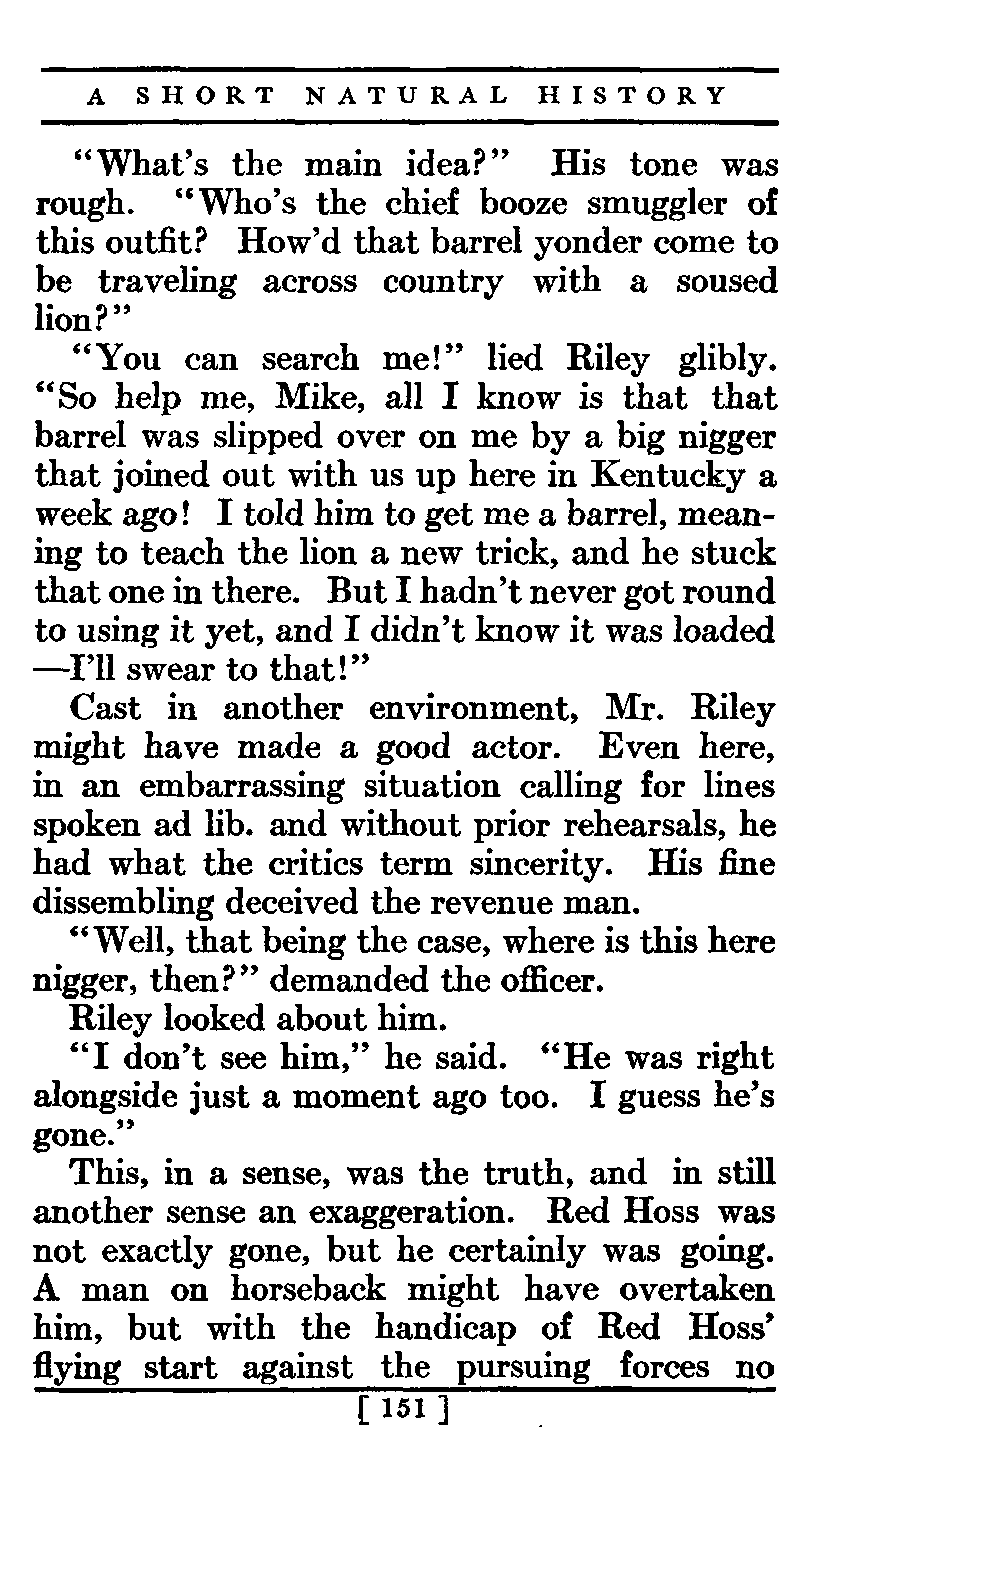 A SHORT NATURAL HISTORY
“What’s the main idea?” His tone was
rough. “Who’s the chief booze smuggler of
this outfit? How’d that barrel yonder come to
be traveling across country with a soused
lion?”
“You can search me!” lied Riley glibly.
“So help me, Mike, all I know is that that
barrel was slipped over on me by a big nigger
that joined out with us up here in Kentucky a
week ago! I told him to get me a barrel, mean-
ing to teach the lion a new trick, and he stuck
that one in there. But I hadn’t never got round
to using it yet, and I didn’t know it was loaded
—I’ll swear to that!”
Cast in another environment, Mr. Riley
might have made a good actor. Even here,
in an embarrassing situation calling for lines
spoken ad lib. and without prior rehearsals, he
had what the critics term sincerity. His fine
dissembling deceived the revenue man.
“Well, that being the case, where is this here
nigger, then?” demanded the officer.
Riley looked about him.
“I don’t see him,” he said. “He was right
alongside just a moment ago too. I guess he’s
gone.”
This, in a sense, was the truth, and in still
another sense an exaggeration. Red Hoss was
not exactly gone, but he certainly was going.
A man on horseback might have overtaken
him, but with the handicap of Red Hoss’
flying start against the pursuing forces no
[ 151 ]